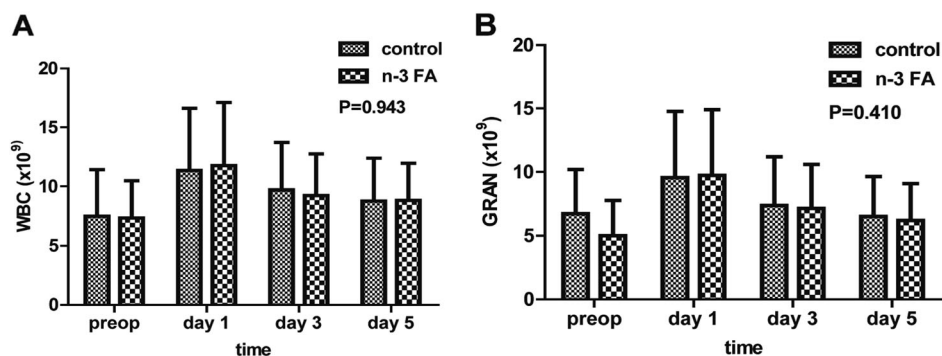 A
control
n-3 FA
P=0.943
WBC (x10⁹)
20
15
10
5
0
preop day 1 day 3 day 5
time
B
control
n-3 FA
P=0.410
GRAN (x10⁹)
20
15
10
5
0
preop day 1 day 3 day 5
time